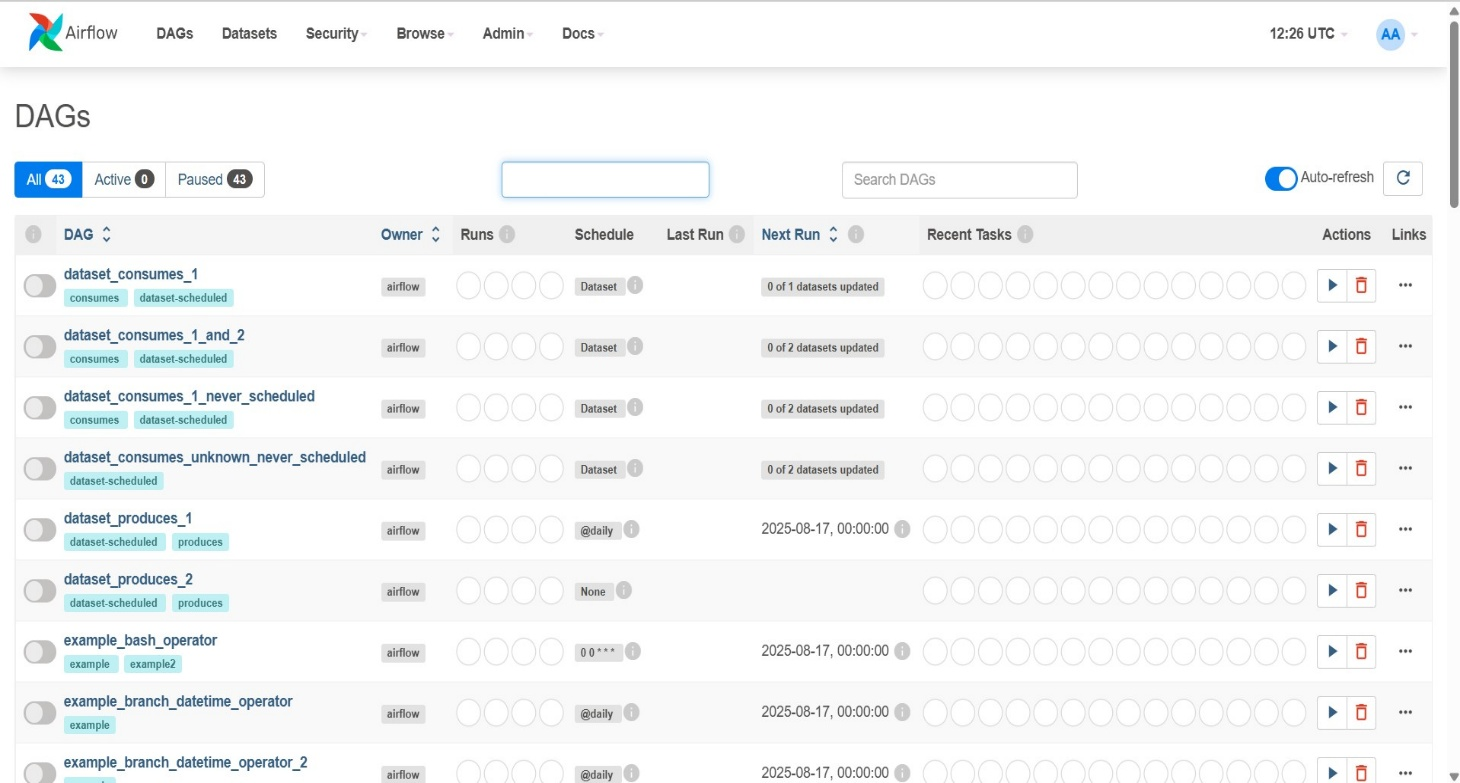 Airflow DAGs Datasets Security Browse Admin Docs 12:26 UTC AA
DAGs
All 43 Active 0 Paused 43 Search DAGs Auto-refresh
DAG Owner Runs Schedule Last Run Next Run Recent Tasks Actions Links
dataset_consumes_1
consumes dataset-scheduled
airflow Dataset 0 of 1 datasets updated
dataset_consumes_1_and_2
consumes dataset-scheduled
airflow Dataset 0 of 2 datasets updated
dataset_consumes_1_never_scheduled
consumes dataset-scheduled
airflow Dataset 0 of 2 datasets updated
dataset_consumes_unknown_never_scheduled
dataset-scheduled
airflow Dataset 0 of 2 datasets updated
dataset_produces_1
dataset-scheduled produces
airflow @daily 2025-08-17, 00:00:00
dataset_produces_2
dataset-scheduled produces
airflow None
example_bash_operator
example example2
airflow 0 0 * * * 2025-08-17, 00:00:00
example_branch_datetime_operator
example
airflow @daily 2025-08-17, 00:00:00
example_branch_datetime_operator_2
airflow @daily 2025-08-17, 00:00:00